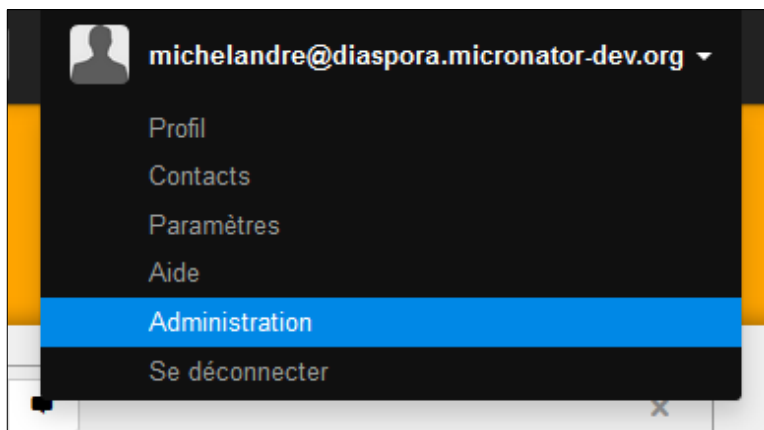 michelandre@diaspora.micronator-dev.org
Profil
Contacts
Paramètres
Aide
Administration
Se déconnecter